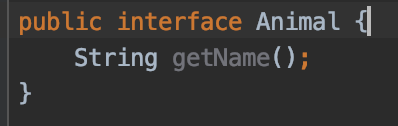 public interface Animal {
    String getName();
}